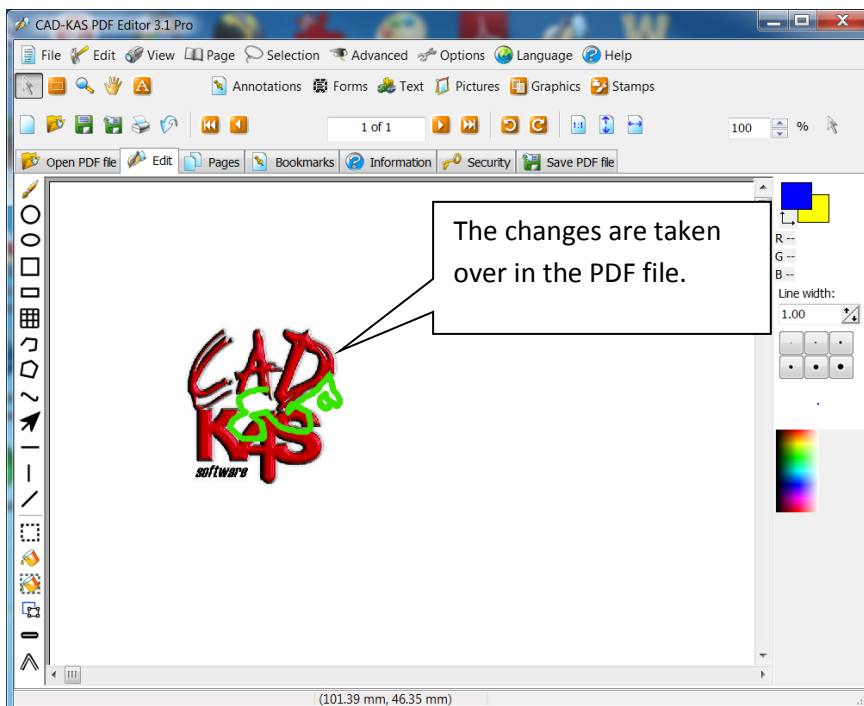 CAD-KAS PDF Editor 3.1 Pro
File Edit View Page Selection Advanced Options Language Help
Annotations Forms Text Pictures Graphics Stamps
1 of 1
1:1
100 %
Open PDF file Edit Pages Bookmarks Information Security Save PDF file
The changes are taken
over in the PDF file.
R --
G --
B --
Line width:
1.00
CAD
KAS
software
(101.39 mm, 46.35 mm)